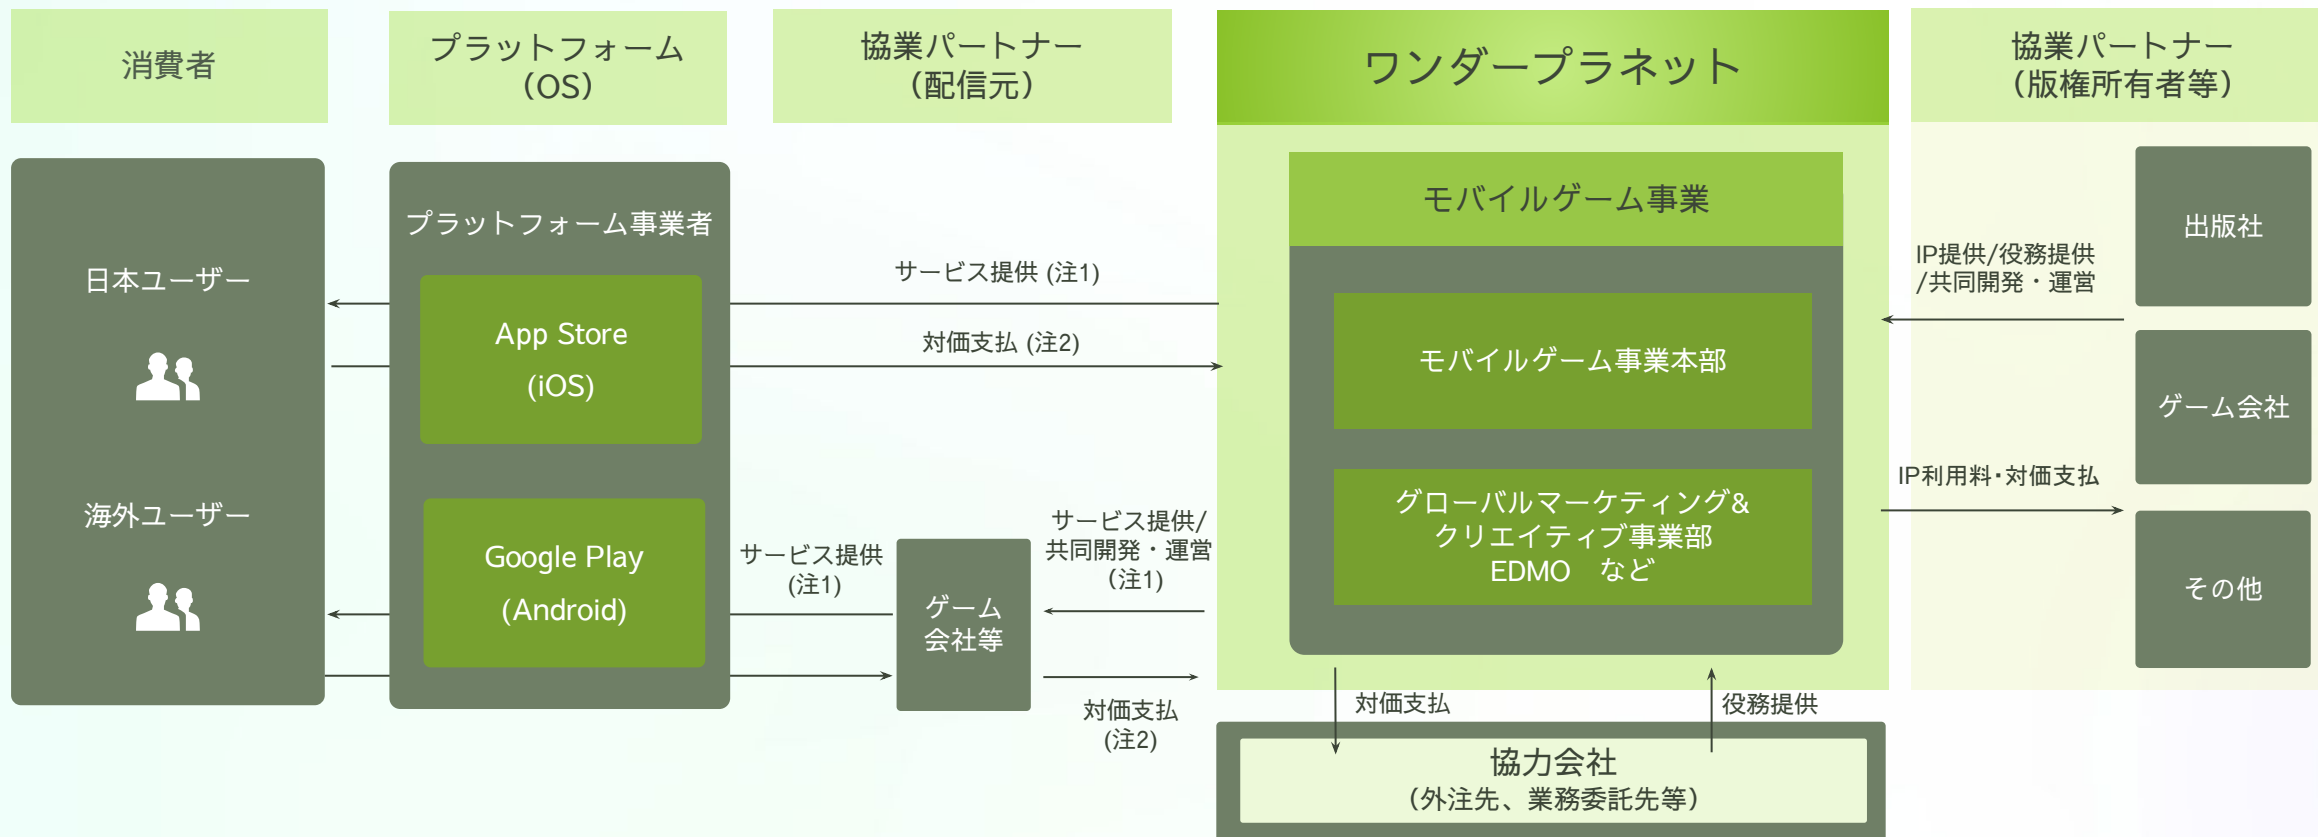 消費者
プラットフォーム
（OS）
協業パートナー
（配信元）
ワンダープラネット
協業パートナー
（版権所有者等）
日本ユーザー
海外ユーザー
プラットフォーム事業者
App Store
(iOS)
Google Play
(Android)
サービス提供 (注1)
対価支払 (注2)
サービス提供
(注1)
ゲーム
会社等
サービス提供/
共同開発・運営
（注1)
対価支払
(注2)
モバイルゲーム事業
モバイルゲーム事業本部
グローバルマーケティング&
クリエイティブ事業部
EDMO　など
対価支払
役務提供
協力会社
（外注先、業務委託先等）
IP提供/役務提供
/共同開発・運営
IP利用料・対価支払
出版社
ゲーム会社
その他